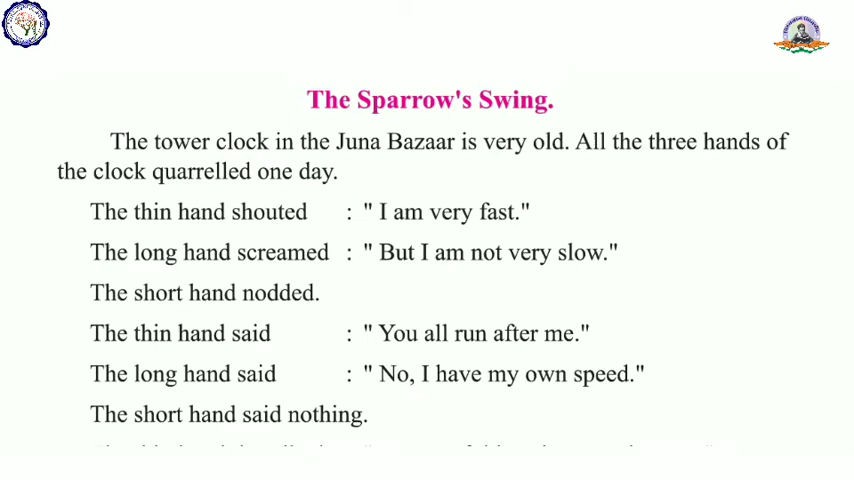 The Sparrow's Swing.
The tower clock in the Juna Bazaar is very old. All the three hands of
the clock quarrelled one day.
The thin hand shouted : " I am very fast."
The long hand screamed : " But I am not very slow."
The short hand nodded.
The thin hand said : " You all run after me."
The long hand said : " No, I have my own speed."
The short hand said nothing.